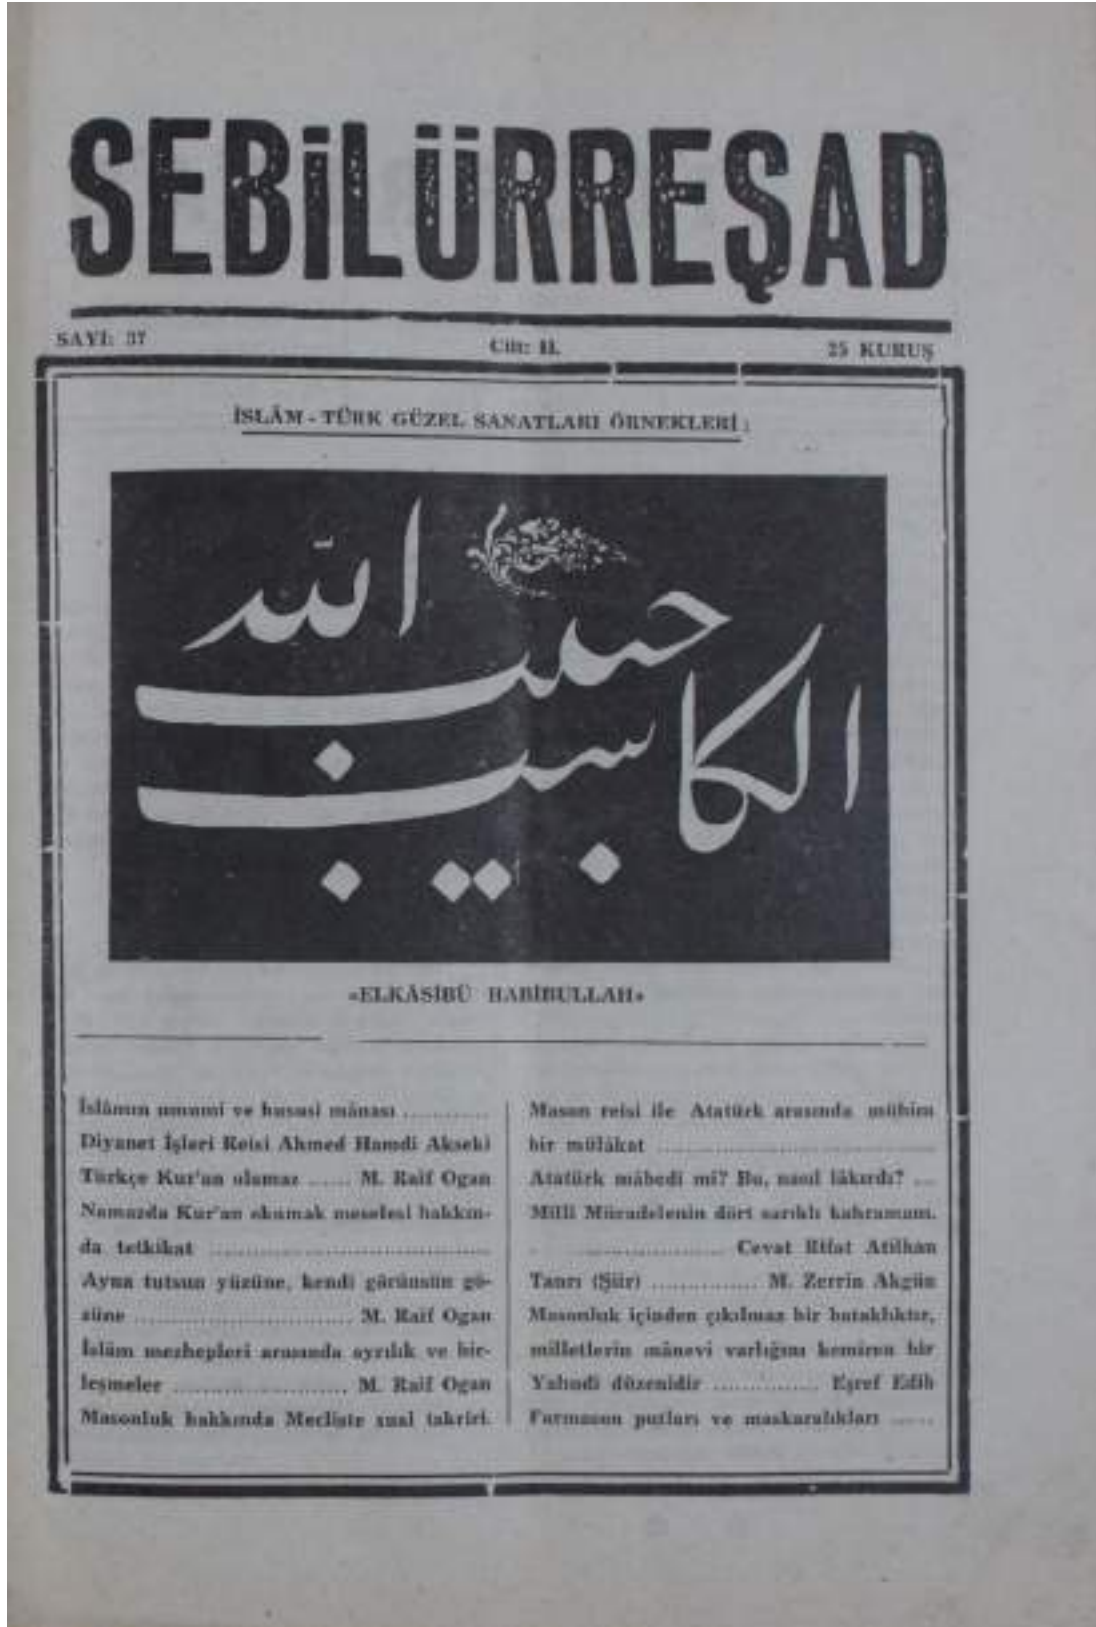 SEBiLÜRREŞAD
SAYI: 37 Cilt: II. 25 KURUŞ
İSLÂM - TÜRK GÜZEL SANATLARI ÖRNEKLERİ :
الكاسب حبيب الله
«ELKÂSİBÜ HABİBULLAH»
İslâmın umumî ve hususî mânası ............
Diyanet İşleri Reisi Ahmed Hamdi Akseki
Türkçe Kur'an olamaz ...... M. Raif Ogan
Namazda Kur'an okumak meselesi hakkın-
da tetkikat ........................................
Ayna tutsun yüzüne, kendi görünsün gö-
züne ............................... M. Raif Ogan
İslâm mezhepleri arasında ayrılık ve bir-
leşmeler ......................... M. Raif Ogan
Masonluk hakkında Mecliste sual takriri.
Mason reisi ile Atatürk arasında mühim
bir mülâkat ........................................
Atatürk mâbedi mi? Bu, nasıl lâkırdı? ...
Millî Mücadelenin dört sarıklı kahramanı.
....................... Cevat Rifat Atilhan
Tanrı (Şiir) ............... M. Zerrin Akgün
Masonluk içinden çıkılmaz bir bataklıktır,
milletlerin mânevi varlığını kemiren bir
Yahudi düzenidir ............... Eşref Edib
Farmason putları ve maskaralıkları ......